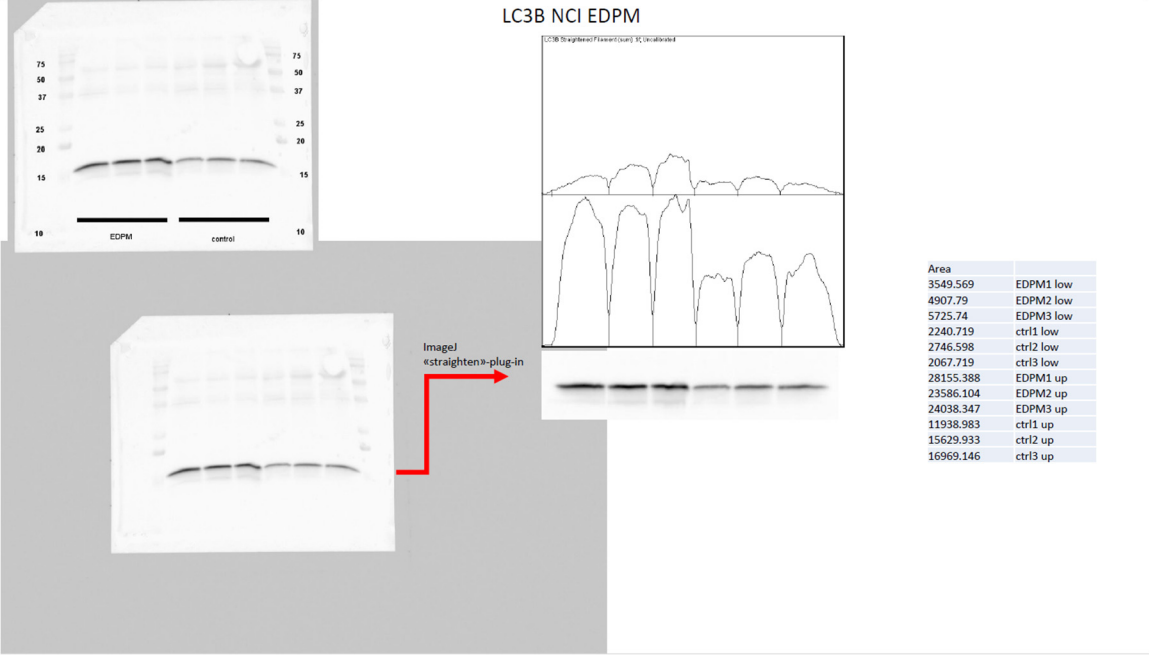 LC3B NCI EDPM
75
50
37
25
20
15
10
75
50
37
25
20
15
10
EDPM
control
LC3B Straightened Filament (sum) tif, Uncalibrated
ImageJ
«straighten»-plug-in
Area
3549.569 EDPM1 low
4907.79 EDPM2 low
5725.74 EDPM3 low
2240.719 ctrl1 low
2746.598 ctrl2 low
2067.719 ctrl3 low
28155.388 EDPM1 up
23586.104 EDPM2 up
24038.347 EDPM3 up
11938.983 ctrl1 up
15629.933 ctrl2 up
16969.146 ctrl3 up